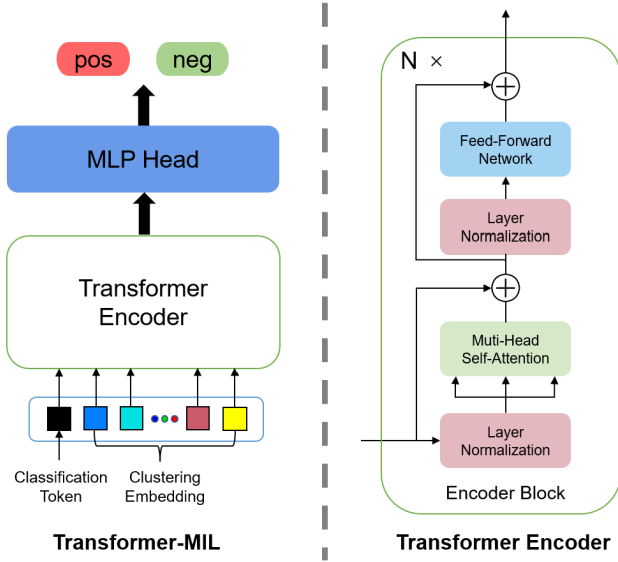 pos
neg
MLP Head
Transformer
Encoder
Classification
Token
Clustering
Embedding
Transformer-MIL
N ×
Feed-Forward
Network
Layer
Normalization
Muti-Head
Self-Attention
Layer
Normalization
Encoder Block
Transformer Encoder